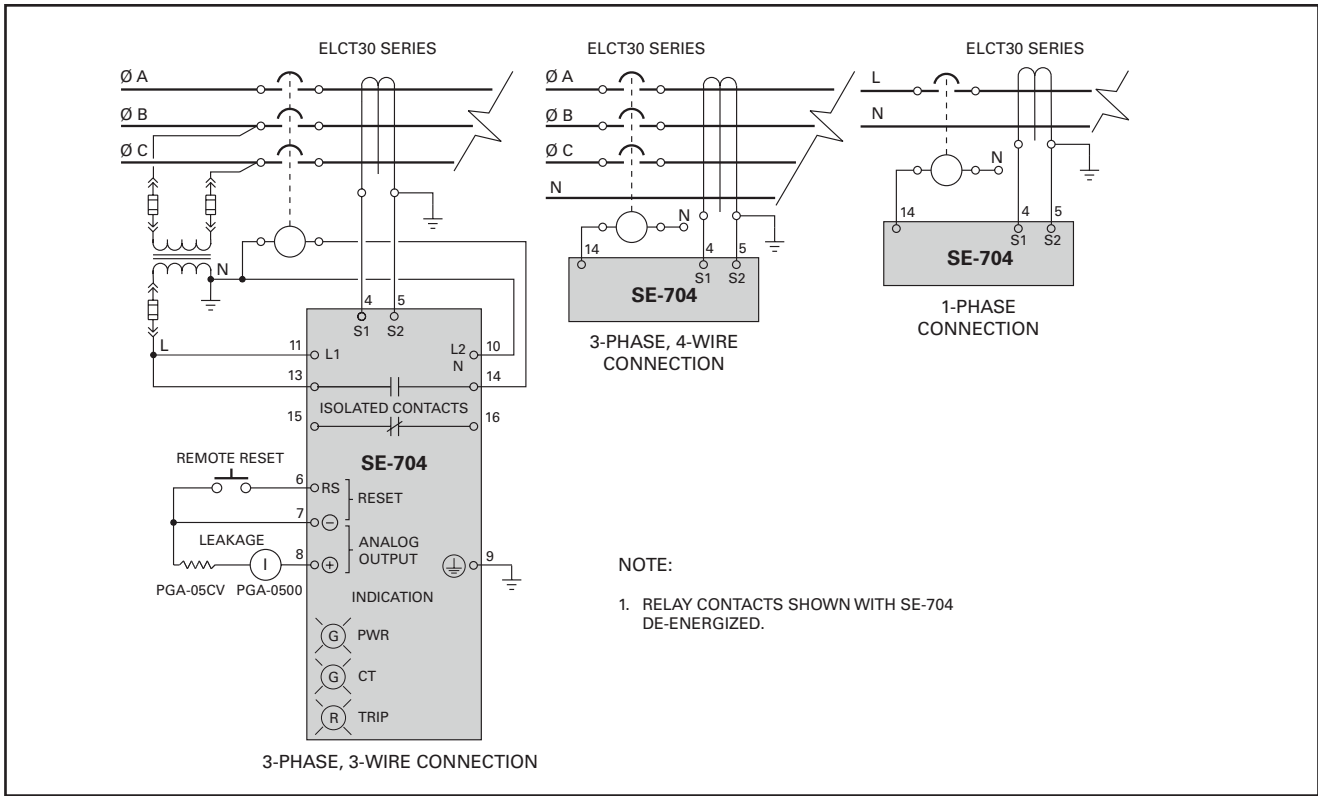 ELCT30 SERIES
Ø A
Ø B
Ø C
N
L
4 5
S1 S2
11 L1
L2 10
N
13
14
ISOLATED CONTACTS
15
16
SE-704
REMOTE RESET
6 RS
RESET
7 −
LEAKAGE
I
8 +
ANALOG
OUTPUT
9
PGA-05CV PGA-0500
INDICATION
G PWR
G CT
R TRIP
3-PHASE, 3-WIRE CONNECTION
ELCT30 SERIES
Ø A
Ø B
Ø C
N
N
14 4 5
S1 S2
SE-704
3-PHASE, 4-WIRE
CONNECTION
ELCT30 SERIES
L
N
N
14 4 5
S1 S2
SE-704
1-PHASE
CONNECTION
NOTE:
1. RELAY CONTACTS SHOWN WITH SE-704
DE-ENERGIZED.